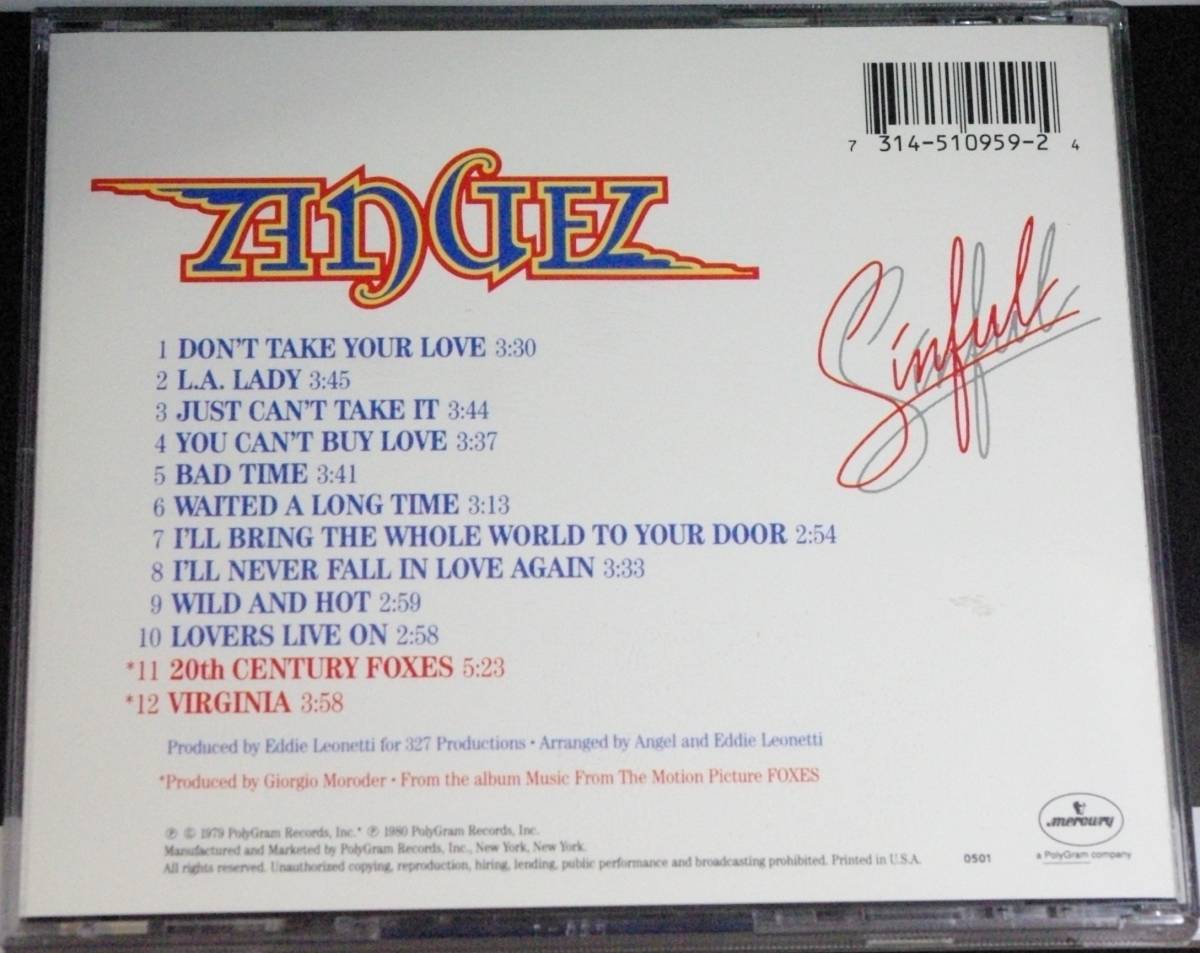 7 314-510959-2 4
ANGEL
Sinful
1 DON'T TAKE YOUR LOVE 3:30
2 L.A. LADY 3:45
3 JUST CAN'T TAKE IT 3:44
4 YOU CAN'T BUY LOVE 3:37
5 BAD TIME 3:41
6 WAITED A LONG TIME 3:13
7 I'LL BRING THE WHOLE WORLD TO YOUR DOOR 2:54
8 I'LL NEVER FALL IN LOVE AGAIN 3:33
9 WILD AND HOT 2:59
10 LOVERS LIVE ON 2:58
*11 20th CENTURY FOXES 5:23
*12 VIRGINIA 3:58
Produced by Eddie Leonetti for 327 Productions • Arranged by Angel and Eddie Leonetti
*Produced by Giorgio Moroder • From the album Music From The Motion Picture FOXES
℗ © 1979 PolyGram Records, Inc.* ℗ 1980 PolyGram Records, Inc.
Manufactured and Marketed by PolyGram Records, Inc., New York, New York.
All rights reserved. Unauthorized copying, reproduction, hiring, lending, public performance and broadcasting prohibited. Printed in U.S.A.
0501
mercury
a PolyGram company